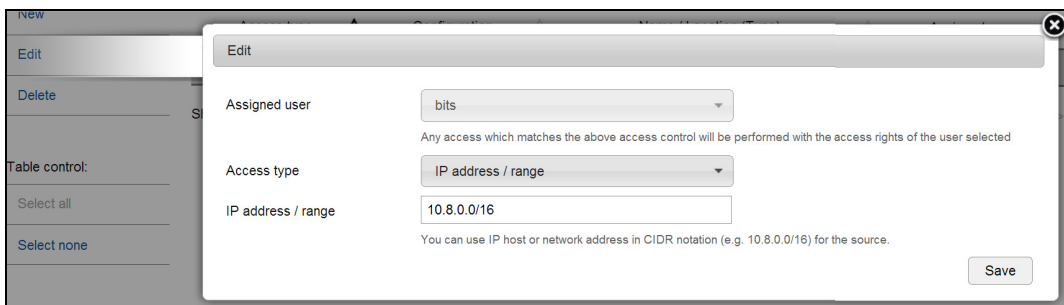 New
Edit
Delete
Table control:
Select all
Select none
Edit
Assigned user
bits
Any access which matches the above access control will be performed with the access rights of the user selected
Access type
IP address / range
IP address / range
10.8.0.0/16
You can use IP host or network address in CIDR notation (e.g. 10.8.0.0/16) for the source.
Save